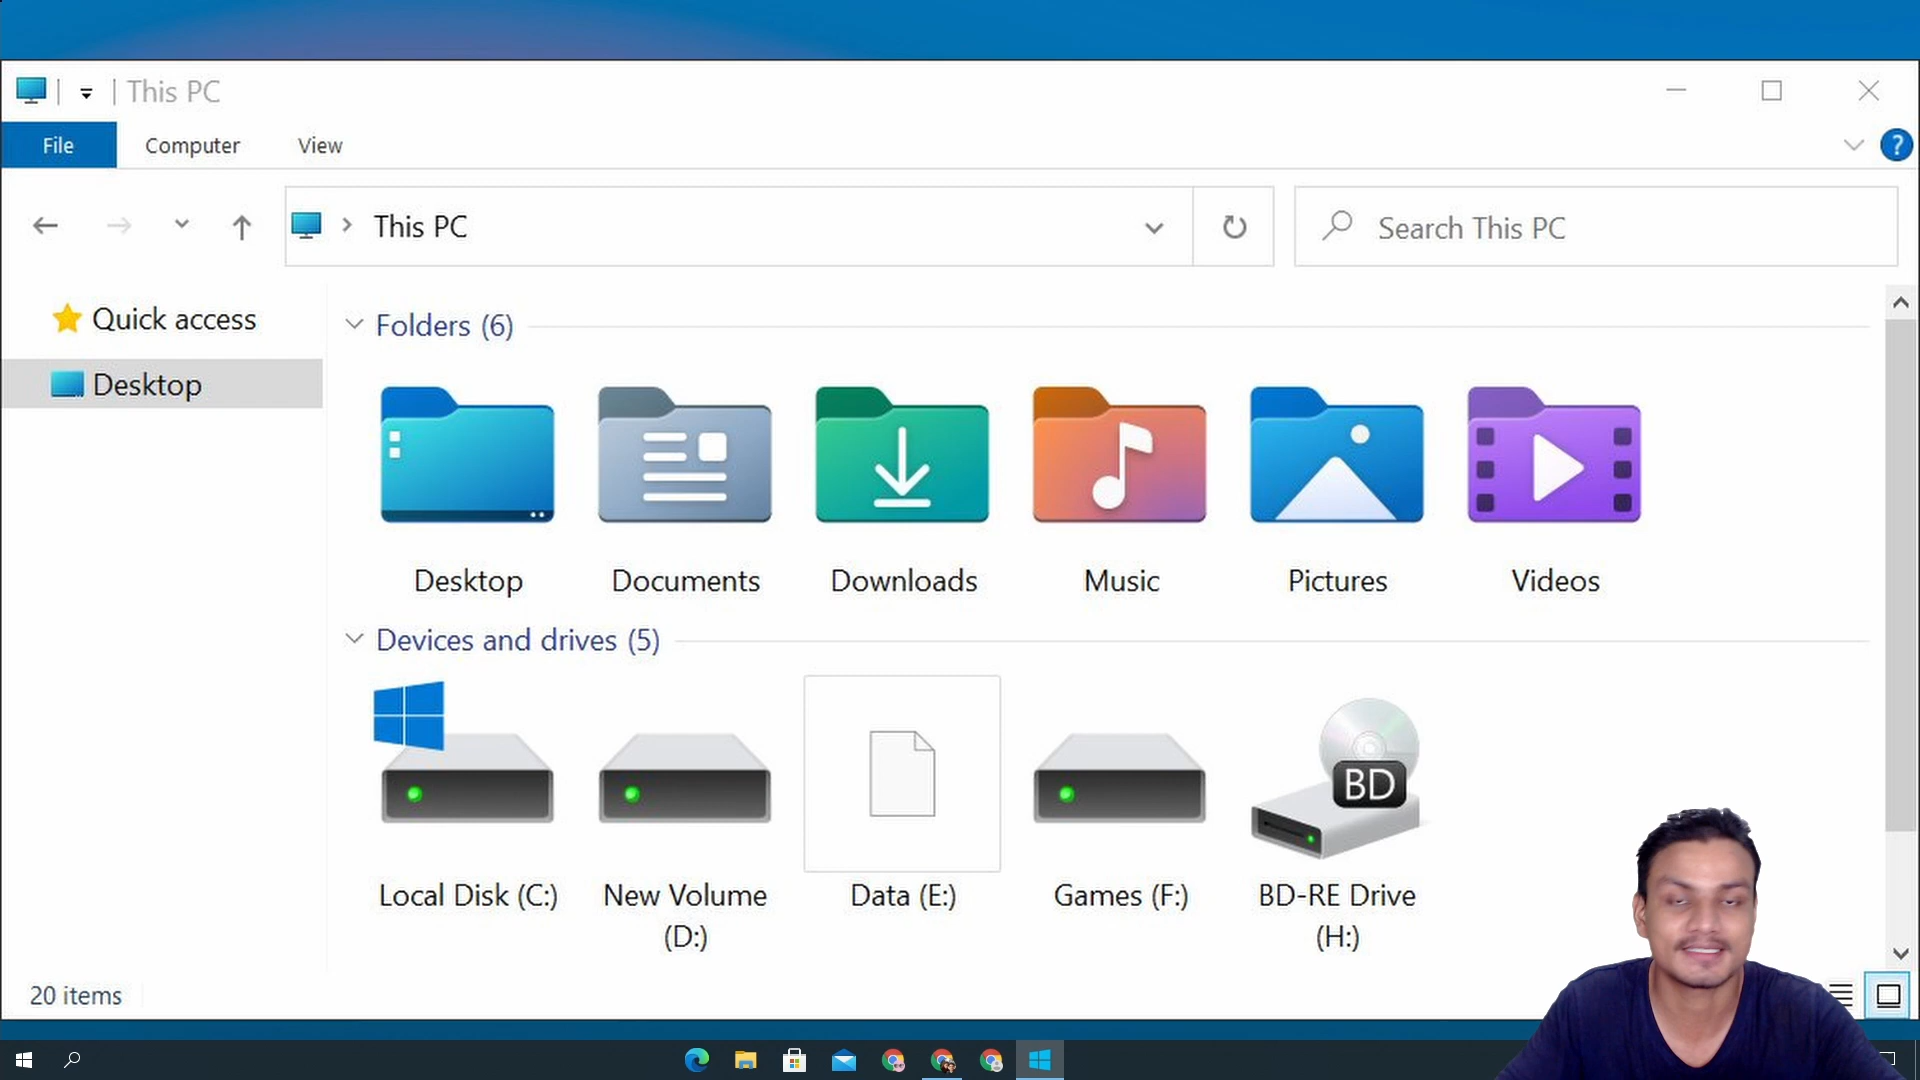 This PC
File Computer View
?
This PC
Search This PC
Quick access
Desktop
Folders (6)
Desktop Documents Downloads Music Pictures Videos
Devices and drives (5)
BD
Local Disk (C:) New Volume (D:) Data (E:) Games (F:) BD-RE Drive (H:)
20 items